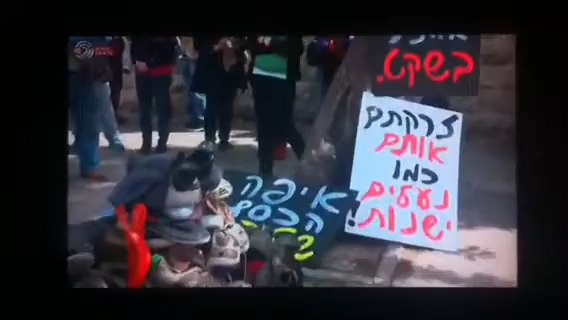 בשקט.
זרקתם
אותם
כמו
נעלים
ישנות.
איפה
הכסף